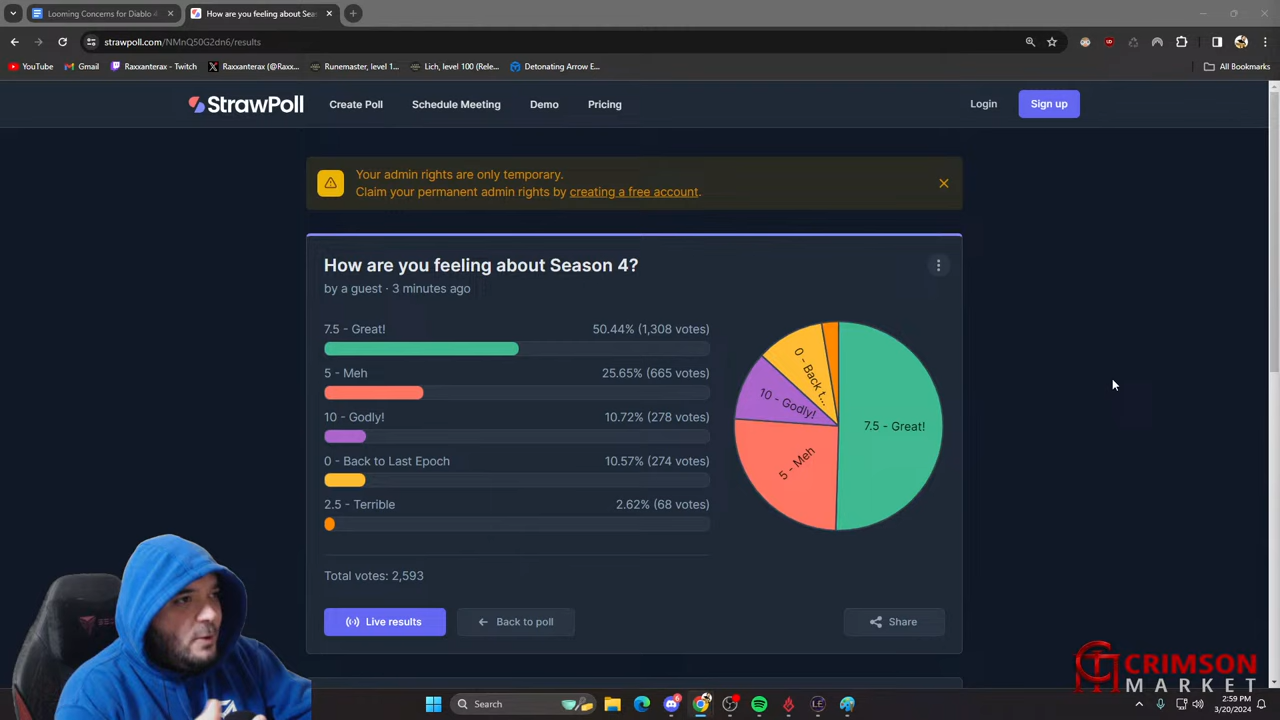 Looming Concerns for Diablo 4
How are you feeling about Sea
strawpoll.com/NMnQ50G2dn6/results
YouTube
Gmail
Raxxanterax - Twitch
Raxxanterax (@Raxx...
Runemaster, level 1...
Lich, level 100 (Rele...
Detonating Arrow E...
All Bookmarks
StrawPoll
Create Poll
Schedule Meeting
Demo
Pricing
Login
Sign up
Your admin rights are only temporary.
Claim your permanent admin rights by creating a free account.
How are you feeling about Season 4?
by a guest · 3 minutes ago
7.5 - Great! 50.44% (1,308 votes)
5 - Meh 25.65% (665 votes)
10 - Godly! 10.72% (278 votes)
0 - Back to Last Epoch 10.57% (274 votes)
2.5 - Terrible 2.62% (68 votes)
0 - Back t...
10 - Godly!
7.5 - Great!
5 - Meh
Total votes: 2,593
Live results
Back to poll
Share
CRIMSON
MARKET
Search
6
2:59 PM
3/20/2024